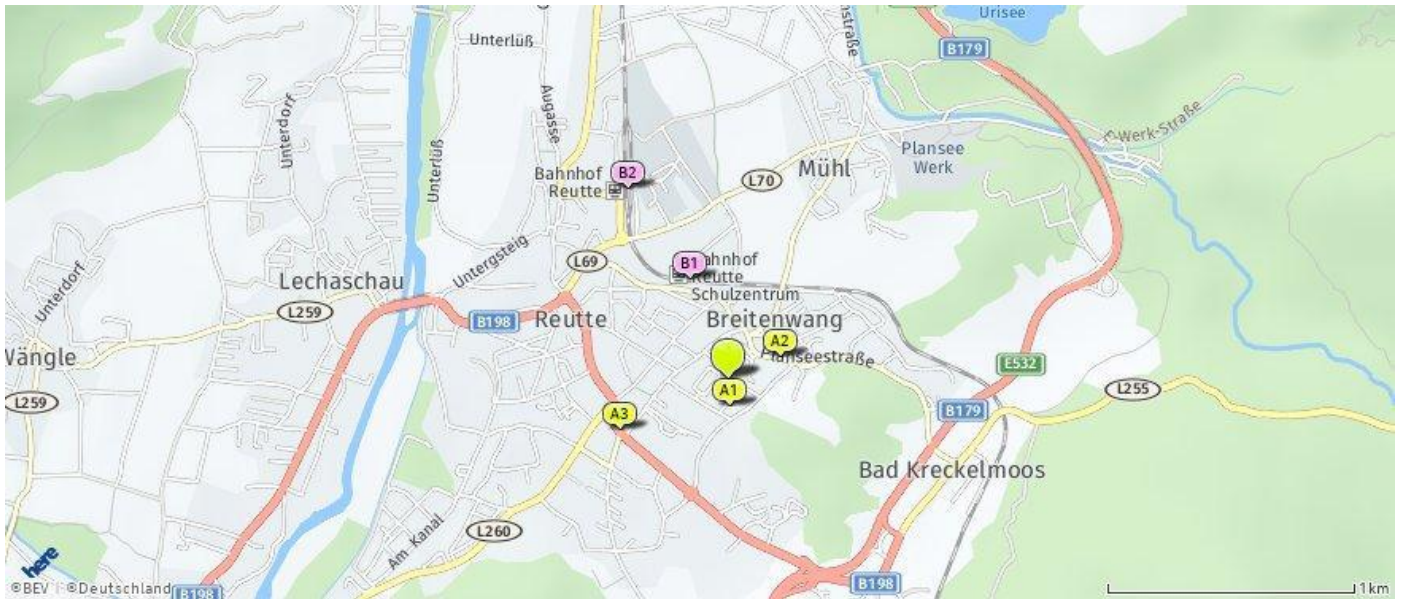 Urisee
B179
Unterlüß
Augasse
Unterdorf
Unterlüß
E-Werk-Straße
Plansee
Werk
Mühl
L70
Bahnhof
Reutte
B2
Untergsteig
L69
B1
Reutte
Schulzentrum
Unterdorf
Lechaschau
L259
B198
Reutte
Breitenwang
A2
Planseestraße
Wängle
E532
A1
L255
L259
A3
B179
Bad Kreckelmoos
Am Kanal
L260
here
©BEV | ©Deutschland
B198
B198
1 km